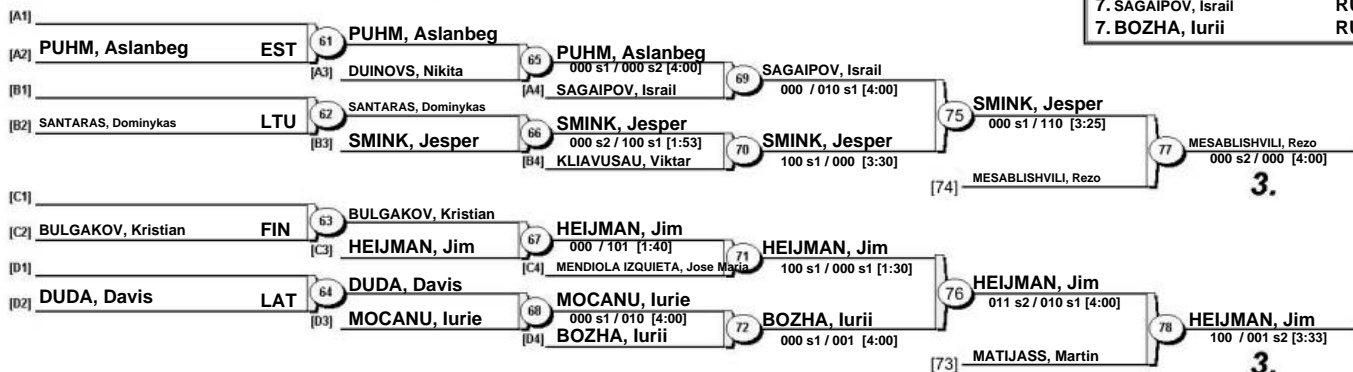 7. SAGAIPOV, Israil RU
7. BOZHA, Iurii RU
[A1]
[A2] PUHM, Aslanbeg EST
61 PUHM, Aslanbeg
[A3] DUINOVS, Nikita
65 PUHM, Aslanbeg
000 s1 / 000 s2 [4:00]
[A4] SAGAIPOV, Israil
69 SAGAIPOV, Israil
000 / 010 s1 [4:00]
[B1]
[B2] SANTARAS, Dominykas LTU
62 SANTARAS, Dominykas
[B3] SMINK, Jesper
66 SMINK, Jesper
000 s2 / 100 s1 [1:53]
[B4] KLIAVUSAU, Viktar
70 SMINK, Jesper
100 s1 / 000 [3:30]
75 SMINK, Jesper
000 s1 / 110 [3:25]
[74] MESABLISHVILI, Rezo
77 MESABLISHVILI, Rezo
000 s2 / 000 [4:00]
3.
[C1]
[C2] BULGAKOV, Kristian FIN
63 BULGAKOV, Kristian
[C3] HEIJMAN, Jim
67 HEIJMAN, Jim
000 / 101 [1:40]
[C4] MENDIOLA IZQUIETA, Jose Maria
71 HEIJMAN, Jim
100 s1 / 000 s1 [1:30]
[D1]
[D2] DUDA, Davis LAT
64 DUDA, Davis
[D3] MOCANU, Iurie
68 MOCANU, Iurie
000 s1 / 010 [4:00]
[D4] BOZHA, Iurii
72 BOZHA, Iurii
000 s1 / 001 [4:00]
76 HEIJMAN, Jim
011 s2 / 010 s1 [4:00]
[73] MATIJASS, Martin
78 HEIJMAN, Jim
100 / 001 s2 [3:33]
3.